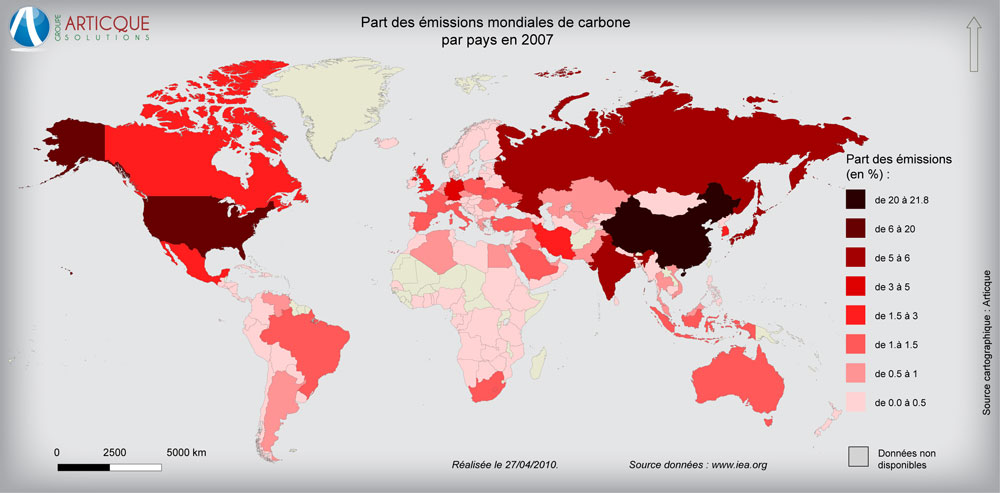 GROUPE
ARTICQUE
SOLUTIONS
Part des émissions mondiales de carbone
par pays en 2007
Part des émissions
(en %) :
de 20 à 21.8
de 6 à 20
de 5 à 6
de 3 à 5
de 1.5 à 3
de 1.à 1.5
de 0.5 à 1
de 0.0 à 0.5
Données non
disponibles
Source cartographique : Articque
0 2500 5000 km
Réalisée le 27/04/2010.
Source données : www.iea.org